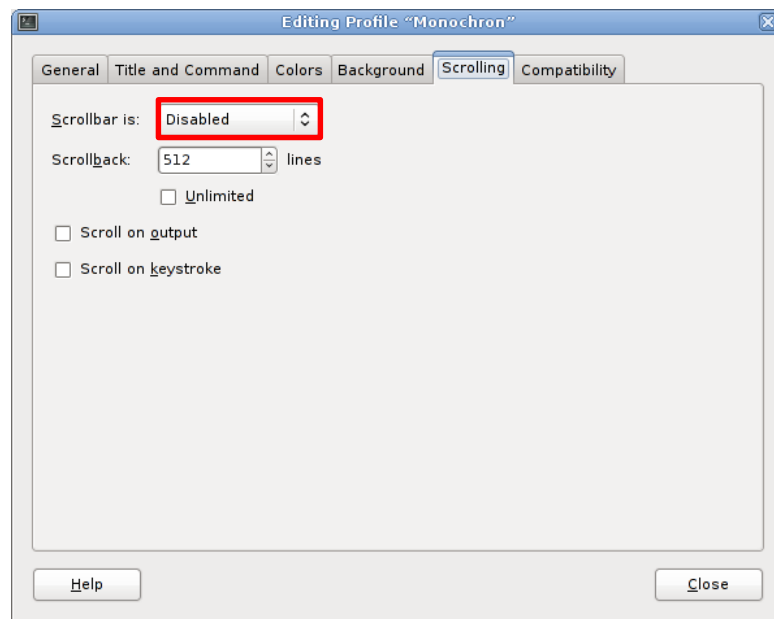 Editing Profile “Monochron”
General Title and Command Colors Background Scrolling Compatibility
Scrollbar is: Disabled
Scrollback: 512 lines
Unlimited
Scroll on output
Scroll on keystroke
Help Close